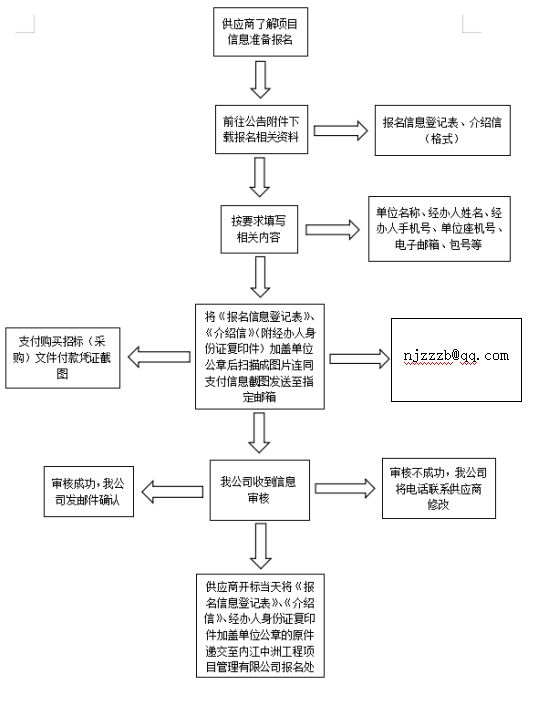 供应商了解项目
信息准备报名
前往公告附件下
载报名相关资料
报名信息登记表、介绍信
（格式）
按要求填写
相关内容
单位名称、经办人姓名、经
办人手机号、单位座机号、
电子邮箱、包号等
将《报名信息登记表》、
《介绍信》（附经办人身
份证复印件）加盖单位
公章后扫描成图片连同
支付信息截图发送至指
定邮箱
支付购买招标（采
购）文件付款凭证截
图
njzzzb@qq.com
我公司收到信息
审核
审核成功，我公
司发邮件确认
审核不成功，我公司
将电话联系供应商
修改
供应商开标当天将《报
名信息登记表》、《介绍
信》、经办人身份证复印
件加盖单位公章的原件
递交至内江中洲工程项
目管理有限公司报名处